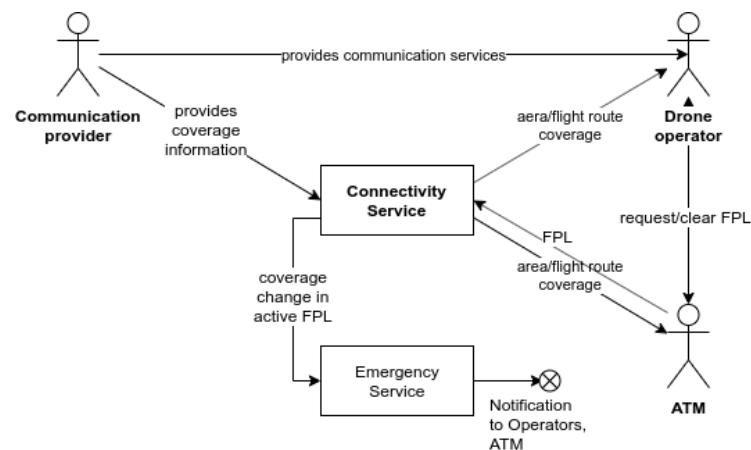 provides communication services
Communication
provider
provides
coverage
information
aera/flight route
coverage
Drone
operator
Connectivity
Service
request/clear FPL
FPL
area/flight route
coverage
coverage
change in
active FPL
Emergency
Service
Notification
to Operators,
ATM
ATM